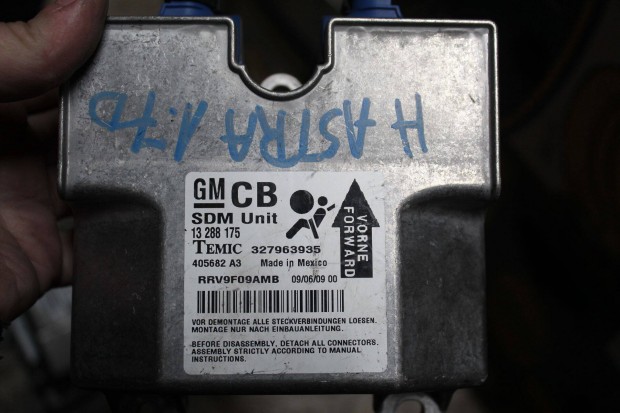 H ASTRA 1.7D
GM CB
SDM Unit
13 288 175
TEMIC 327963935
405682 A3 Made in Mexico
RRV9F09AMB 09/06/09 00
VORNE
FORWARD
VOR DEMONTAGE ALLE STECKVERBINDUNGEN LOESEN.
MONTAGE NUR NACH EINBAUANLEITUNG.
BEFORE DISASSEMBLY, DETACH ALL CONNECTORS.
ASSEMBLY STRICTLY ACCORDING TO MANUAL
INSTRUCTIONS.